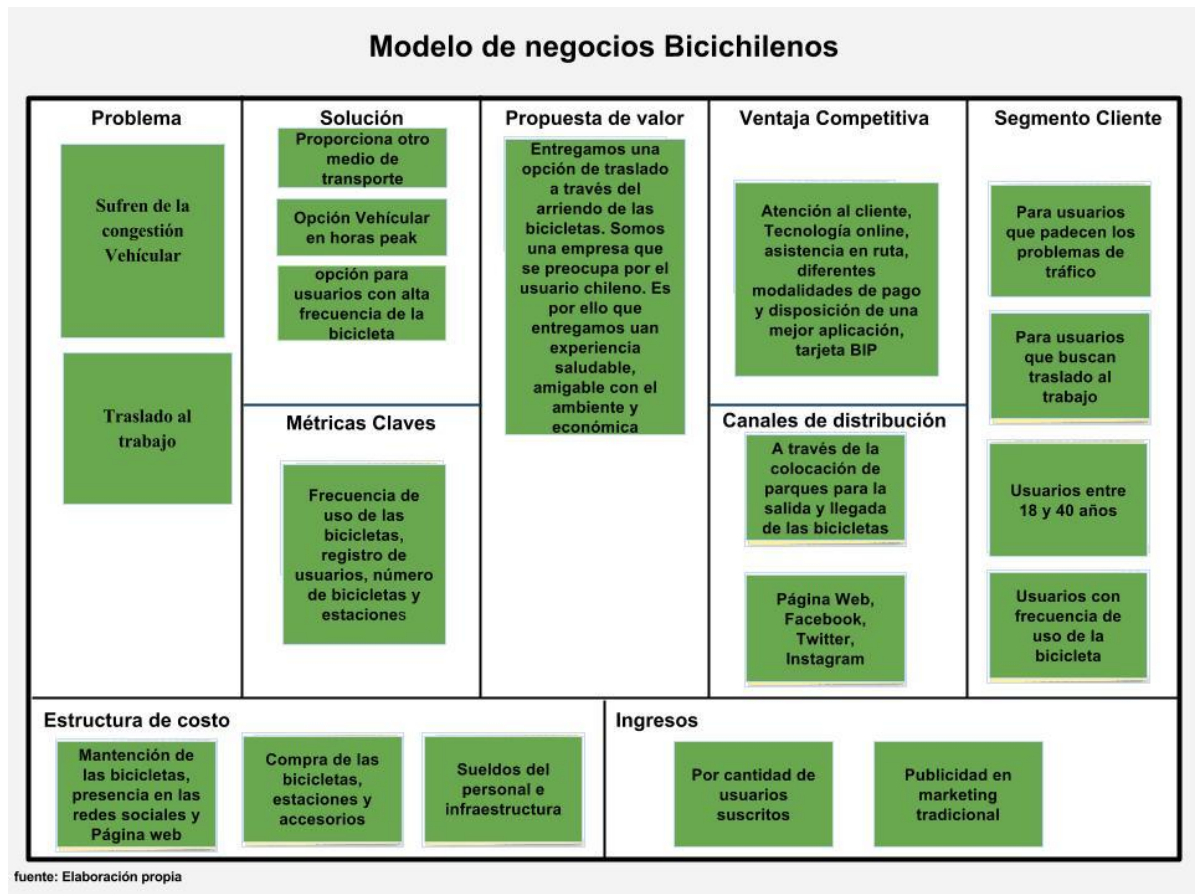 Modelo de negocios Bicichilenos
Problema
Sufren de la
congestión
Vehícular
Traslado al
trabajo
Solución
Proporciona otro
medio de
transporte
Opción Vehícular
en horas peak
opción para
usuarios con alta
frecuencia de la
bicicleta
Métricas Claves
Frecuencia de
uso de las
bicicletas,
registro de
usuarios, número
de bicicletas y
estaciones
Propuesta de valor
Entregamos una
opción de traslado
a través del
arriendo de las
bicicletas. Somos
una empresa que
se preocupa por el
usuario chileno. Es
por ello que
entregamos uan
experiencia
saludable,
amigable con el
ambiente y
económica
Ventaja Competitiva
Atención al cliente,
Tecnología online,
asistencia en ruta,
diferentes
modalidades de pago
y disposición de una
mejor aplicación,
tarjeta BIP
Canales de distribución
A través de la
colocación de
parques para la
salida y llegada
de las bicicletas
Página Web,
Facebook,
Twitter,
Instagram
Segmento Cliente
Para usuarios
que padecen los
problemas de
tráfico
Para usuarios
que buscan
traslado al
trabajo
Usuarios entre
18 y 40 años
Usuarios con
frecuencia de
uso de la
bicicleta
Estructura de costo
Mantención de
las bicicletas,
presencia en las
redes sociales y
Página web
Compra de las
bicicletas,
estaciones y
accesorios
Sueldos del
personal e
infraestructura
Ingresos
Por cantidad de
usuarios
suscritos
Publicidad en
marketing
tradicional
fuente: Elaboración propia